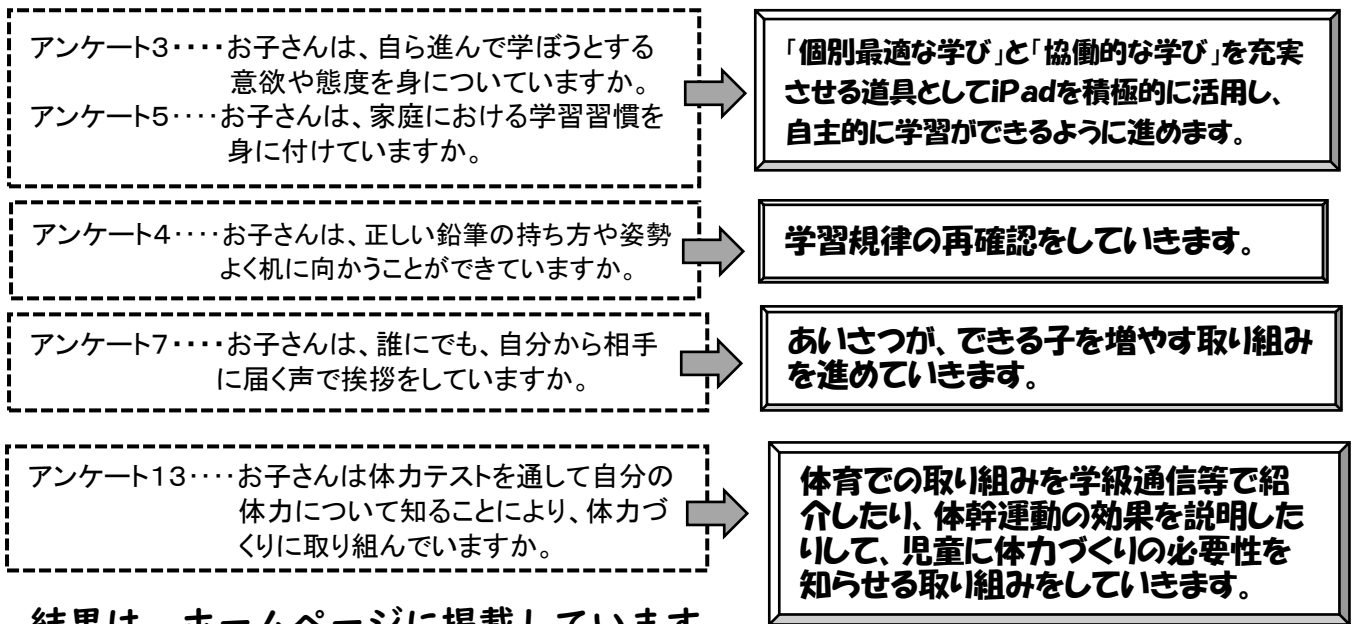 アンケート3・・・・お子さんは、自ら進んで学ぼうとする
意欲や態度を身についていますか。
アンケート5‥‥お子さんは、家庭における学習習慣を
身に付けていますか。
「個別最適な学び」と「協働的な学び」を充実
させる道具としてiPadを積極的に活用し、
自主的に学習ができるように進めます。
アンケート4‥‥お子さんは、正しい鉛筆の持ち方や姿勢
よく机に向かうことができていますか。
学習規律の再確認をしていきます。
アンケート7・・・・お子さんは、誰にでも、自分から相手
に届く声で挨拶をしていますか。
あいさつが、できる子を増やす取り組み
を進めていきます。
アンケート13‥‥お子さんは体力テストを通して自分の
体力について知ることにより、体力づ
くりに取り組んでいますか。
体育での取り組みを学級通信等で紹
介したり、体幹運動の効果を説明した
りして、児童に体力づくりの必要性を
知らせる取り組みをしていきます。
結果は、ホームページに掲載しています